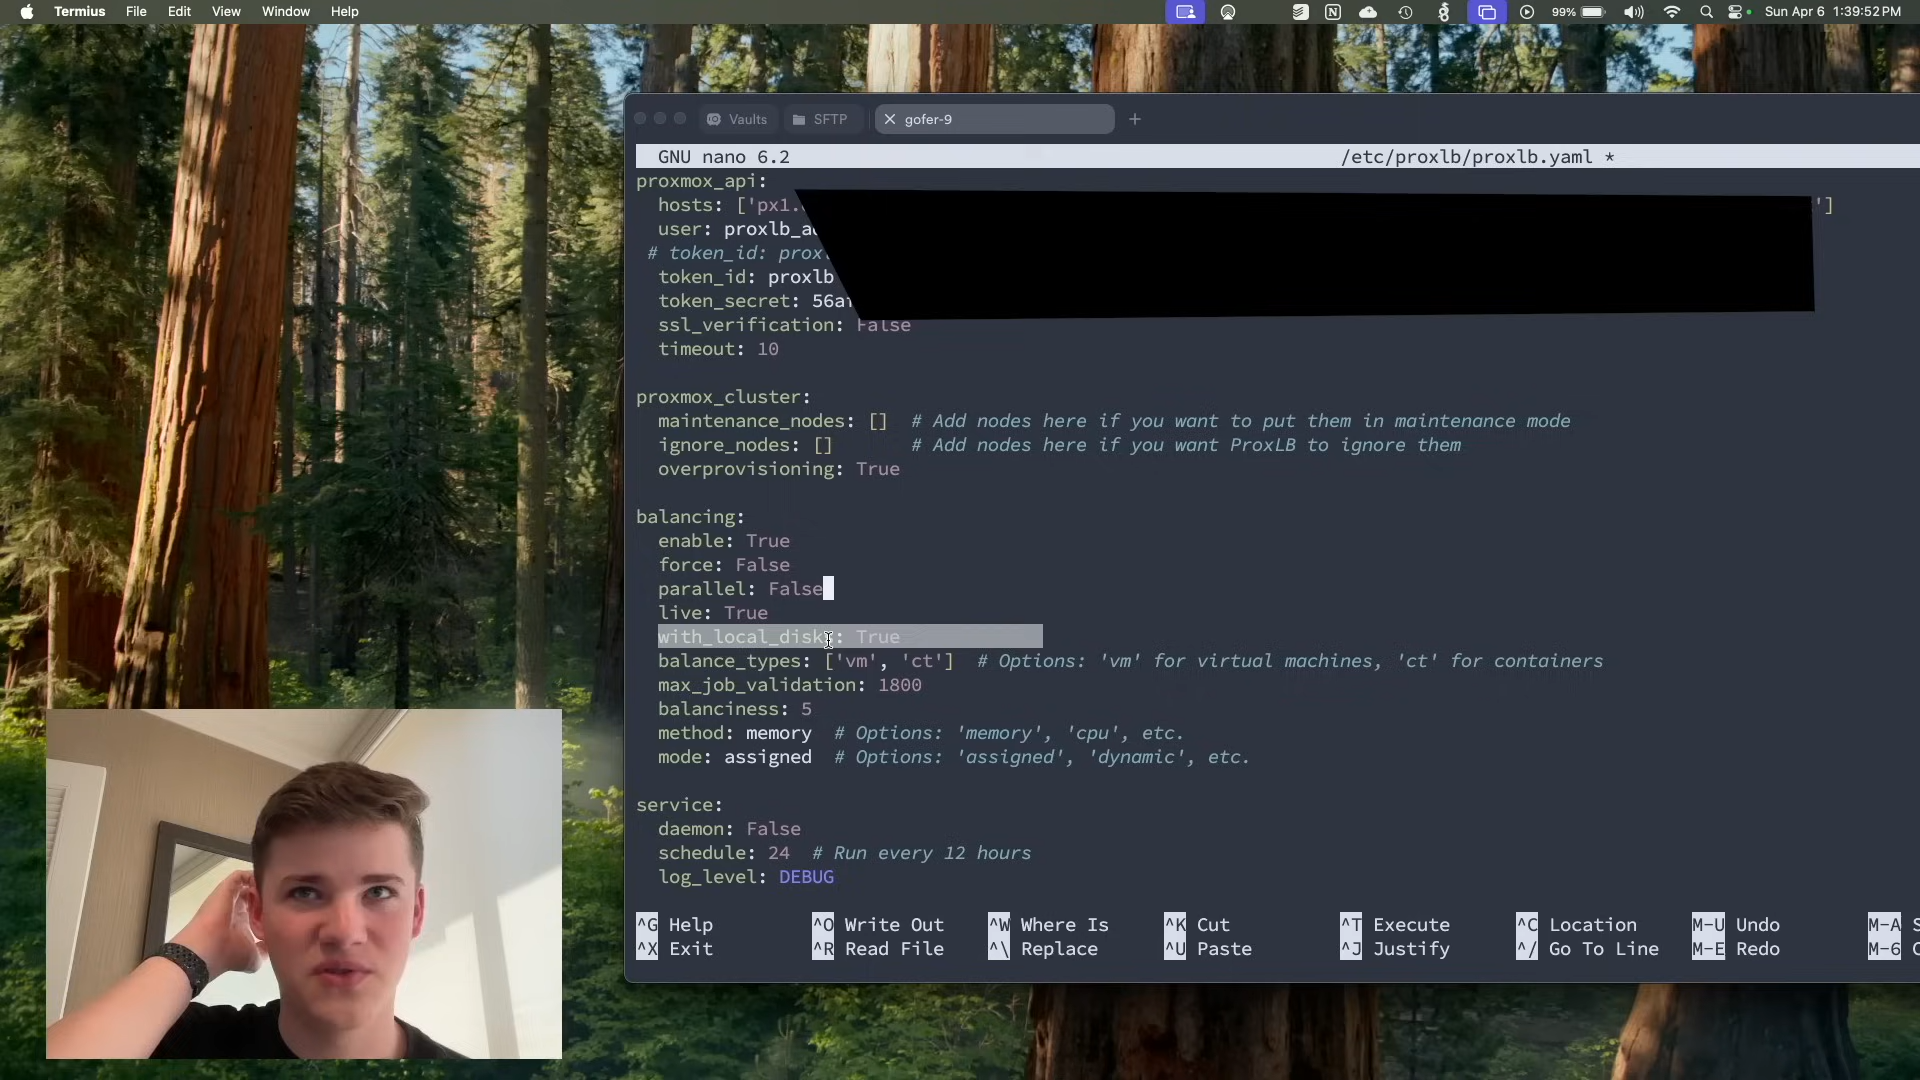 Termius File Edit View Window Help
99% Sun Apr 6 1:39:52 PM
Vaults SFTP gofer-9
GNU nano 6.2 /etc/proxlb/proxlb.yaml *
proxmox_api:
hosts: ['px1. ']
user: proxlb_a
# token_id: prox
token_id: proxlb
token_secret: 56a
ssl_verification: False
timeout: 10
proxmox_cluster:
maintenance_nodes: [] # Add nodes here if you want to put them in maintenance mode
ignore_nodes: [] # Add nodes here if you want ProxLB to ignore them
overprovisioning: True
balancing:
enable: True
force: False
parallel: False
live: True
with_local_disks: True
balance_types: ['vm', 'ct'] # Options: 'vm' for virtual machines, 'ct' for containers
max_job_validation: 1800
balanciness: 5
method: memory # Options: 'memory', 'cpu', etc.
mode: assigned # Options: 'assigned', 'dynamic', etc.
service:
daemon: False
schedule: 24 # Run every 12 hours
log_level: DEBUG
^G Help ^O Write Out ^W Where Is ^K Cut ^T Execute ^C Location M-U Undo M-A
^X Exit ^R Read File ^\ Replace ^U Paste ^J Justify ^/ Go To Line M-E Redo M-6